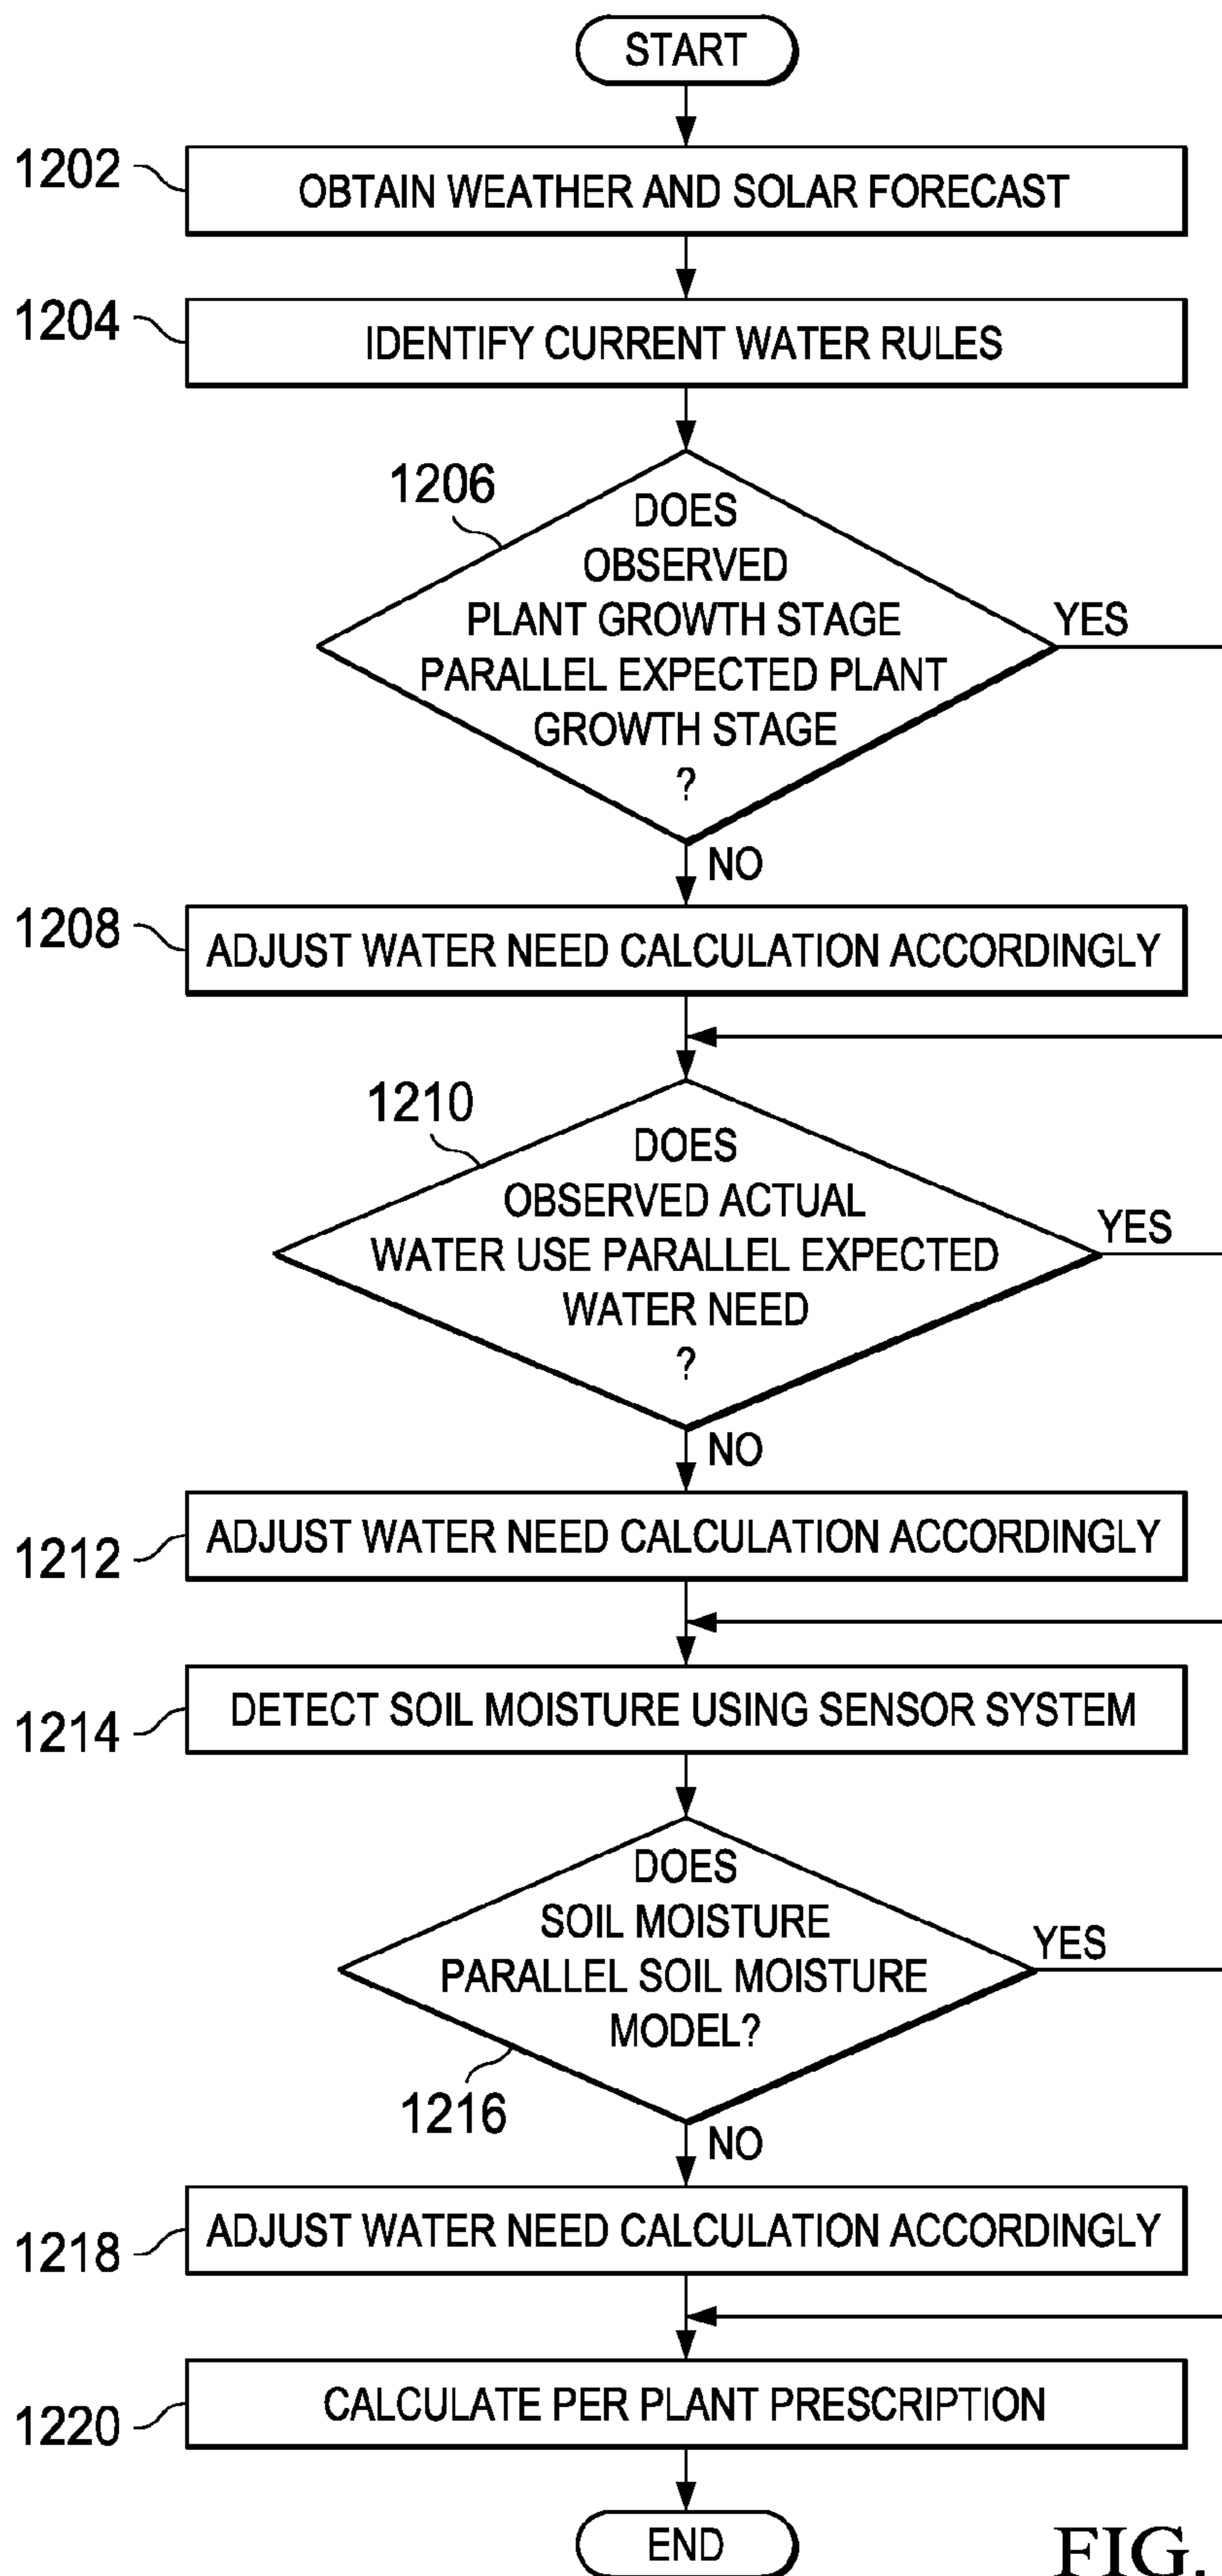 START
1202
OBTAIN WEATHER AND SOLAR FORECAST
1204
IDENTIFY CURRENT WATER RULES
1206
DOES
OBSERVED
PLANT GROWTH STAGE
PARALLEL EXPECTED PLANT
GROWTH STAGE
?
YES
NO
1208
ADJUST WATER NEED CALCULATION ACCORDINGLY
1210
DOES
OBSERVED ACTUAL
WATER USE PARALLEL EXPECTED
WATER NEED
?
YES
NO
1212
ADJUST WATER NEED CALCULATION ACCORDINGLY
1214
DETECT SOIL MOISTURE USING SENSOR SYSTEM
DOES
SOIL MOISTURE
PARALLEL SOIL MOISTURE
MODEL?
YES
1216
NO
1218
ADJUST WATER NEED CALCULATION ACCORDINGLY
1220
CALCULATE PER PLANT PRESCRIPTION
END
FIG.